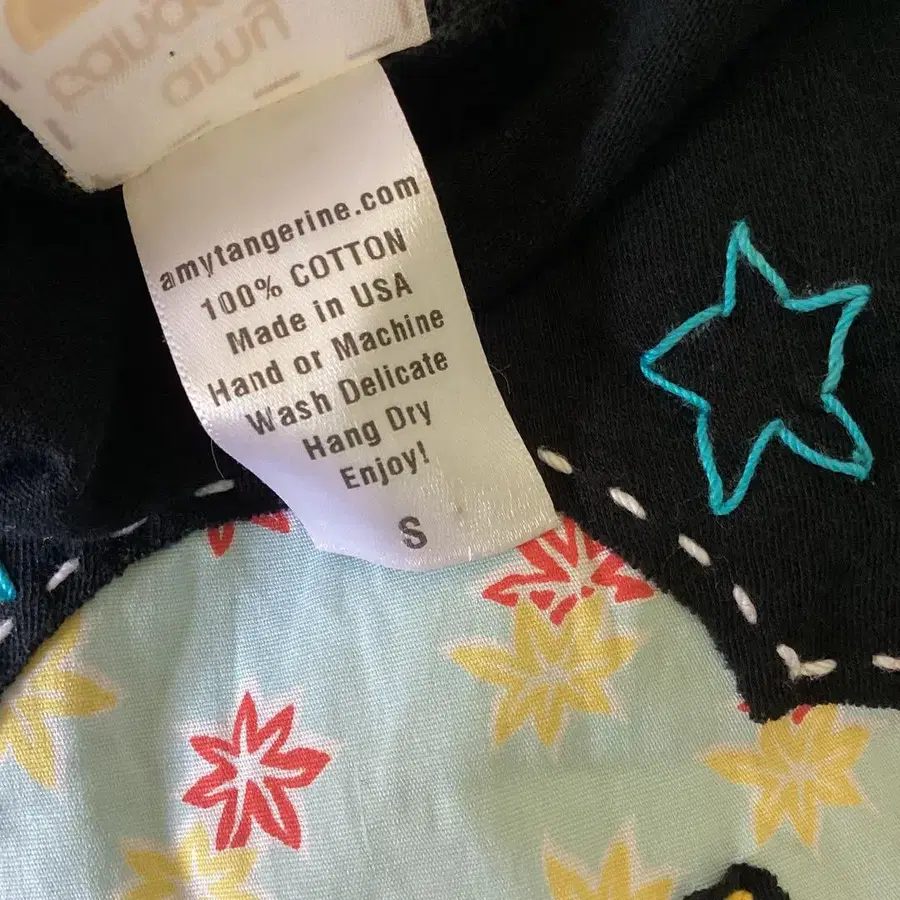 amytangerine.com
100% COTTON
Made in USA
Hand or Machine
Wash Delicate
Hang Dry
Enjoy!
S